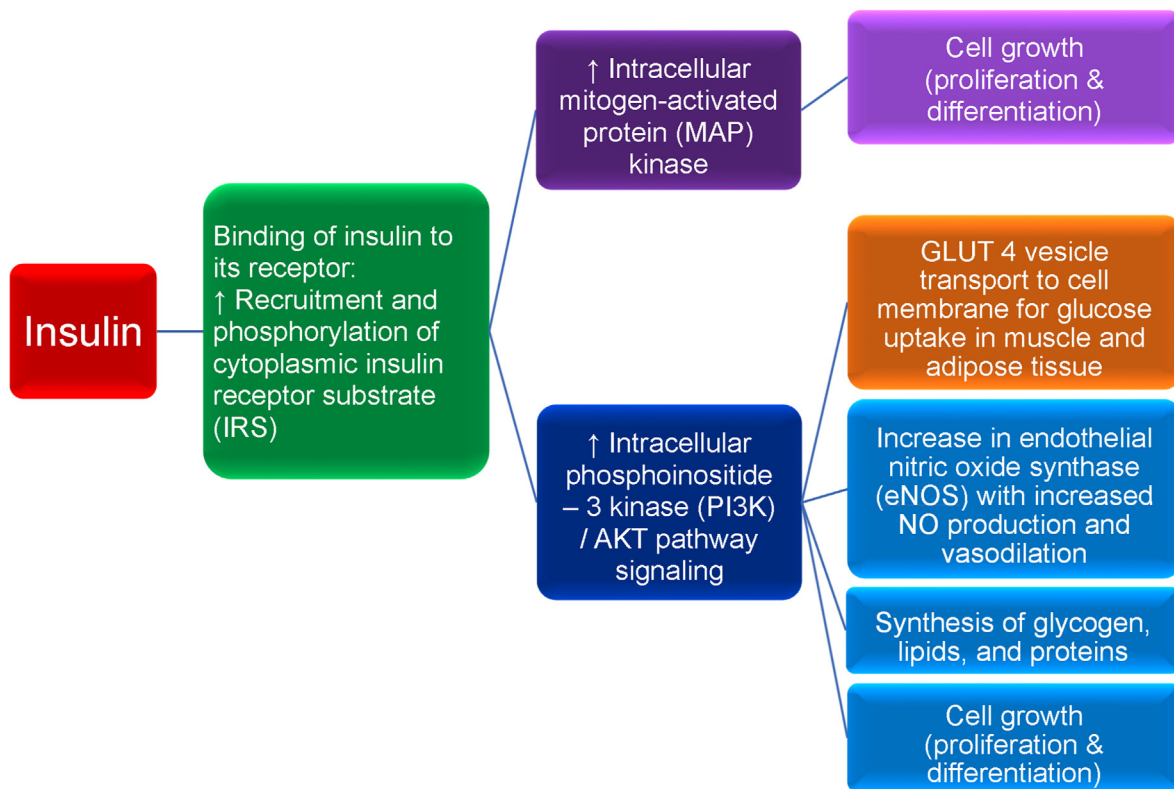 Insulin
Binding of insulin to
its receptor:
↑ Recruitment and
phosphorylation of
cytoplasmic insulin
receptor substrate
(IRS)
↑ Intracellular
mitogen-activated
protein (MAP)
kinase
Cell growth
(proliferation &
differentiation)
↑ Intracellular
phosphoinositide
– 3 kinase (PI3K)
/ AKT pathway
signaling
GLUT 4 vesicle
transport to cell
membrane for glucose
uptake in muscle and
adipose tissue
Increase in endothelial
nitric oxide synthase
(eNOS) with increased
NO production and
vasodilation
Synthesis of glycogen,
lipids, and proteins
Cell growth
(proliferation &
differentiation)